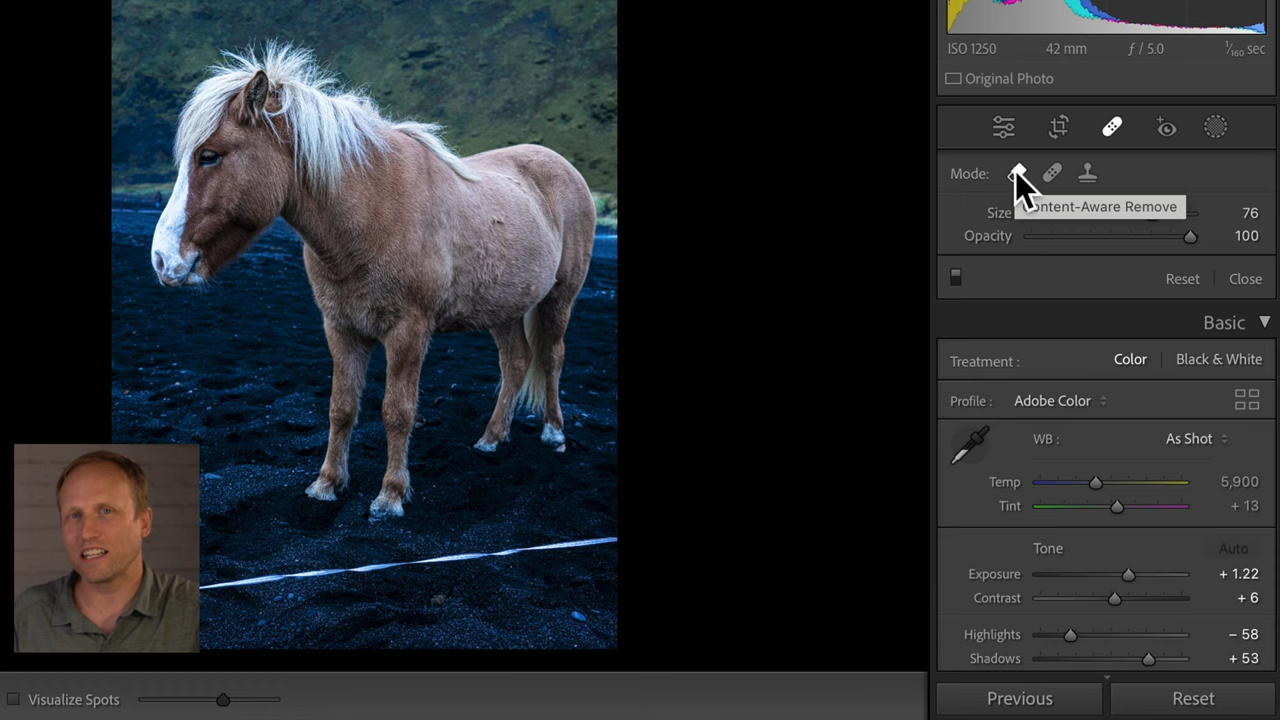 ISO 1250 42 mm ƒ / 5.0 1/160 sec
Original Photo
Mode:
Content-Aware Remove
Size 76
Opacity 100
Reset Close
Basic
Treatment : Color Black & White
Profile : Adobe Color
WB : As Shot
Temp 5,900
Tint + 13
Tone Auto
Exposure + 1.22
Contrast + 6
Highlights – 58
Shadows + 53
Visualize Spots
Previous Reset